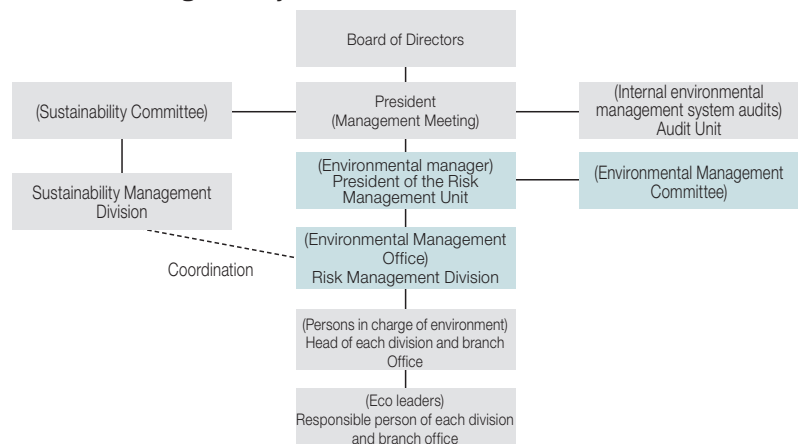 Board of Directors
(Sustainability Committee)
President
(Management Meeting)
(Internal environmental
management system audits)
Audit Unit
Sustainability Management
Division
(Environmental manager)
President of the Risk
Management Unit
(Environmental Management
Committee)
Coordination
(Environmental Management
Office)
Risk Management Division
(Persons in charge of environment)
Head of each division and branch
Office
(Eco leaders)
Responsible person of each division
and branch office